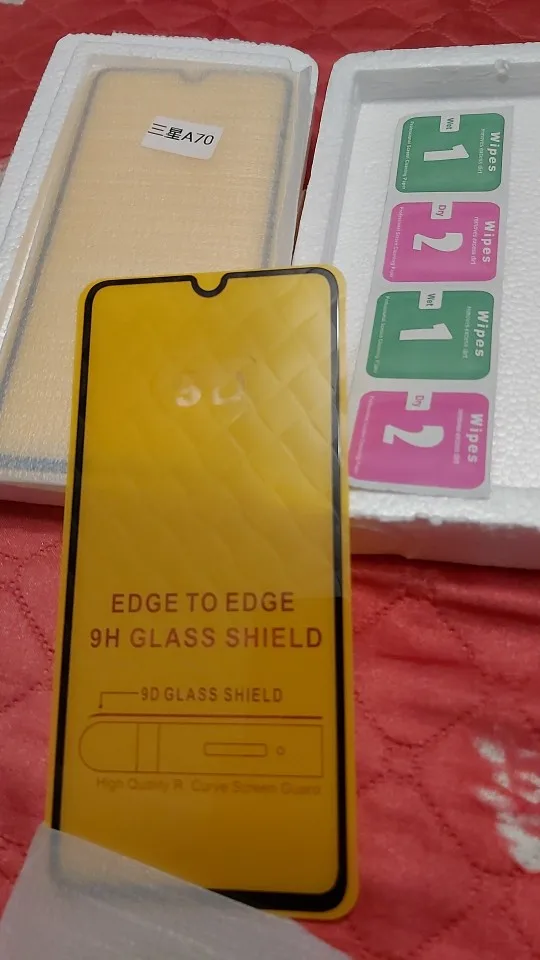 三星A70
Wet
1
Wipes
Dry
2
Wipes
Wet
1
Wipes
Dry
2
Wipes
EDGE TO EDGE
9H GLASS SHIELD
9D GLASS SHIELD
High Quality R. Curve Screen Guard